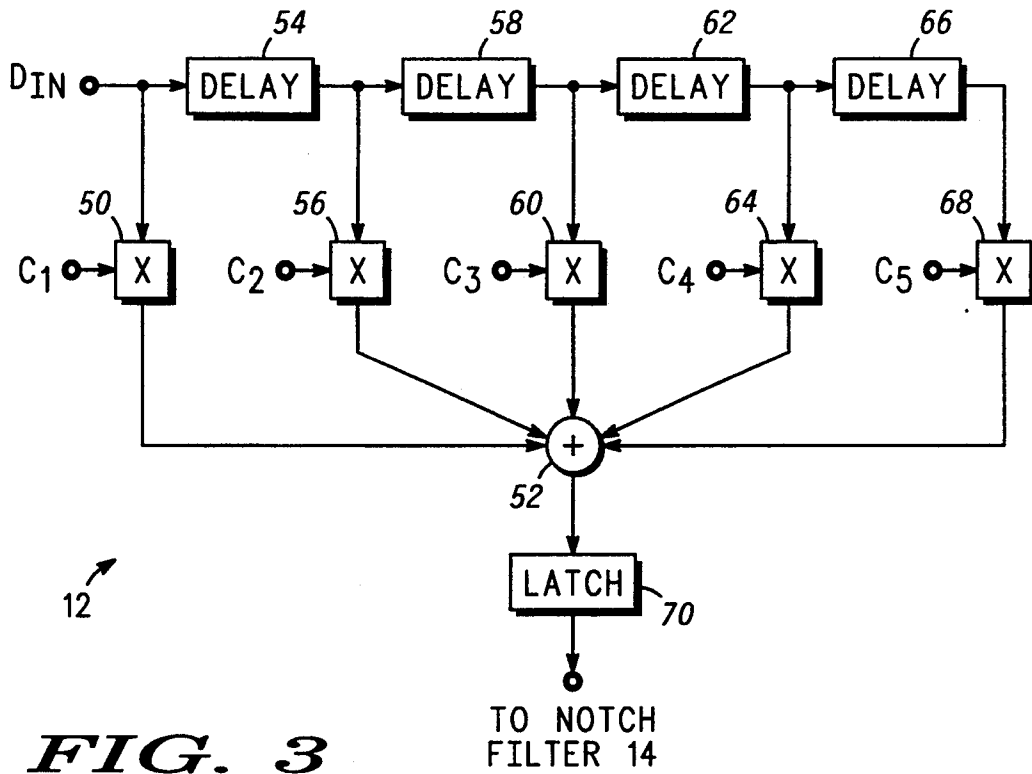 54 58 62 66
DIN DELAY DELAY DELAY DELAY
50 56 60 64 68
C1 X C2 X C3 X C4 X C5 X
+
52
12
LATCH
70
TO NOTCH
FILTER 14
FIG. 3